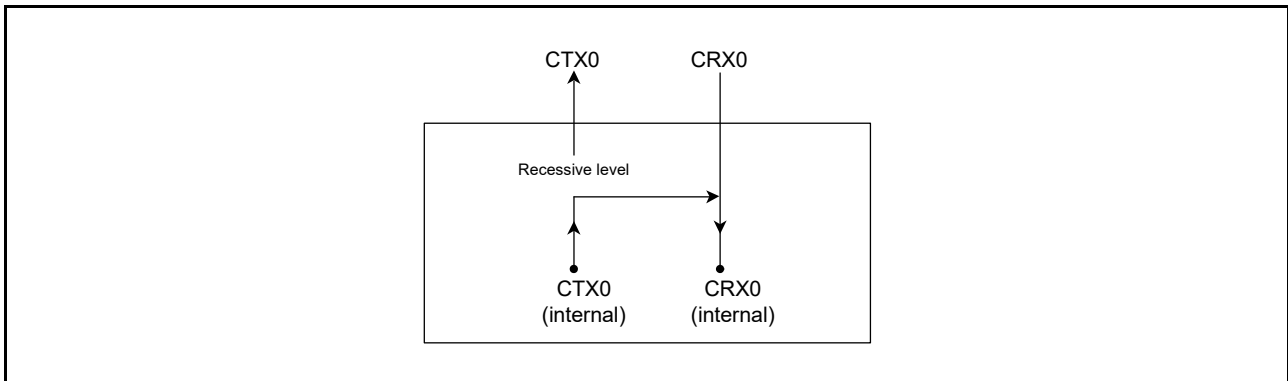 CTX0 CRX0
Recessive level
CTX0 CRX0
(internal) (internal)